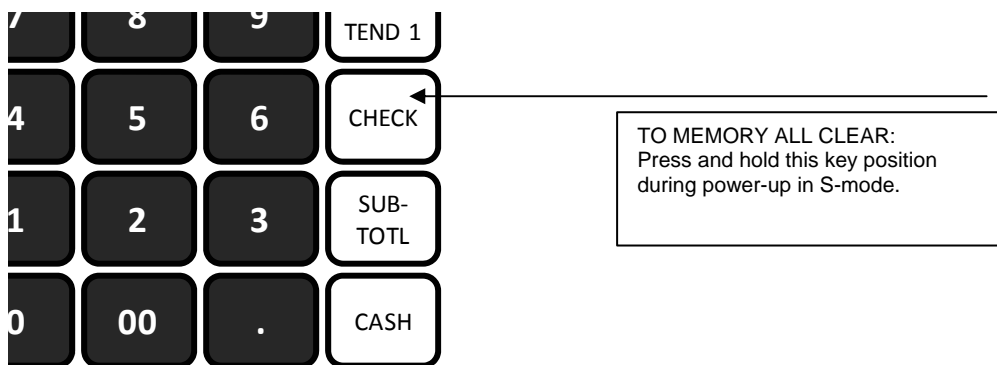 7 8 9 TEND 1
4 5 6 CHECK
1 2 3 SUB-
TOTL
0 00 . CASH
TO MEMORY ALL CLEAR:
Press and hold this key position
during power-up in S-mode.